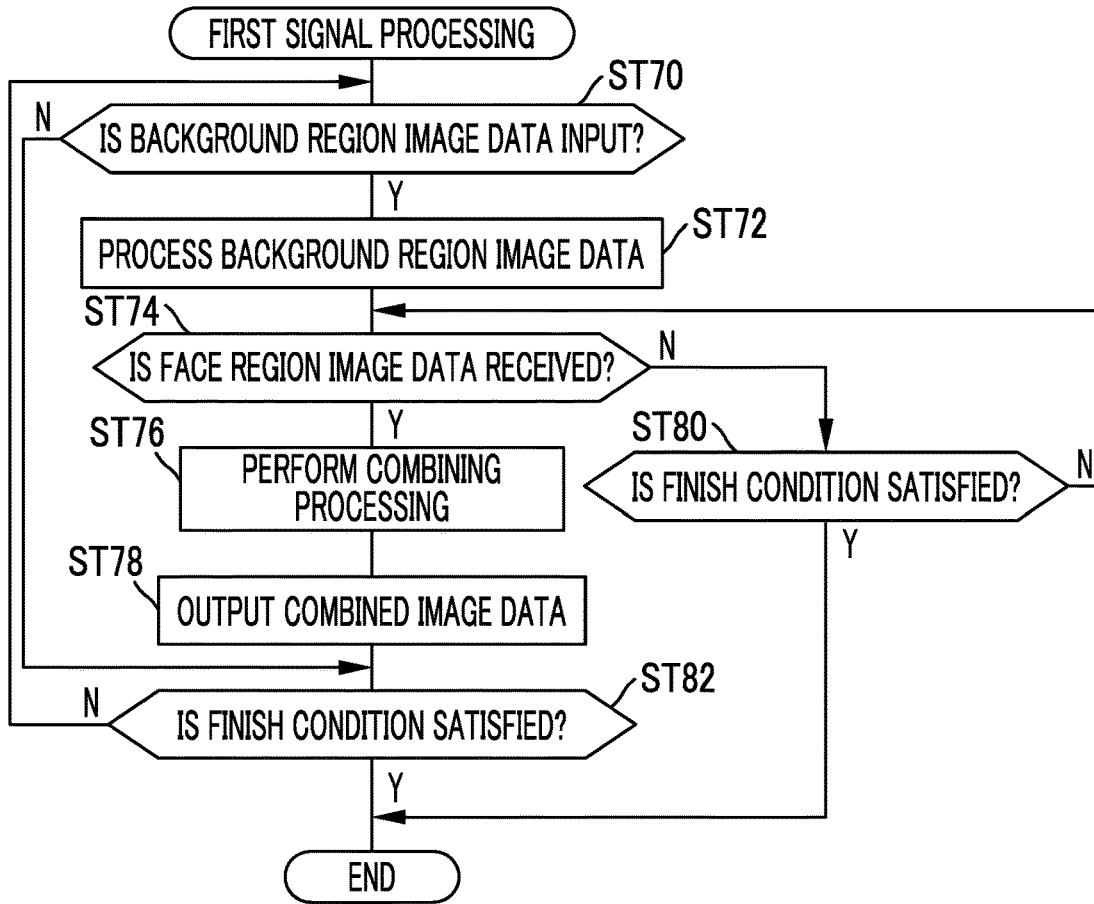 FIRST SIGNAL PROCESSING
ST70
N
IS BACKGROUND REGION IMAGE DATA INPUT?
Y
ST72
PROCESS BACKGROUND REGION IMAGE DATA
ST74
IS FACE REGION IMAGE DATA RECEIVED?
N
Y
ST76
PERFORM COMBINING
PROCESSING
ST80
IS FINISH CONDITION SATISFIED?
N
Y
ST78
OUTPUT COMBINED IMAGE DATA
ST82
N
IS FINISH CONDITION SATISFIED?
Y
END